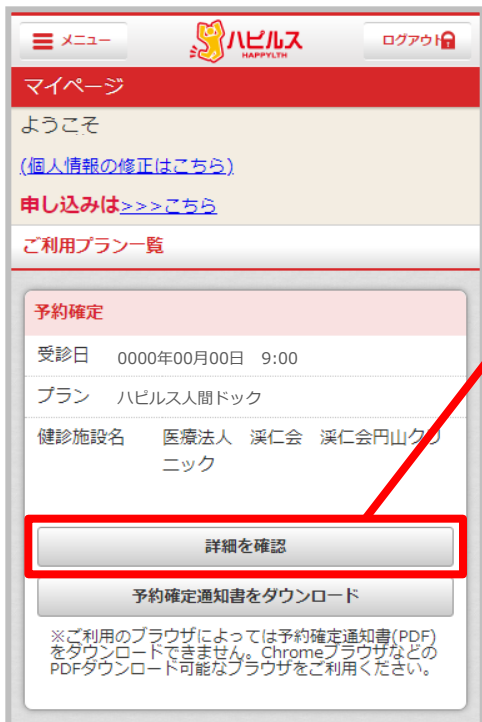 メニュー
ハピルス
HAPPYLTH
ログアウト
マイページ
ようこそ
(個人情報の修正はこちら)
申し込みは>>>こちら
ご利用プラン一覧
予約確定
受診日 0000年00月00日 9:00
プラン ハピルス人間ドック
健診施設名 医療法人 渓仁会 渓仁会円山クリ
ニック
詳細を確認
予約確定通知書をダウンロード
※ご利用のブラウザによっては予約確定通知書(PDF)
をダウンロードできません。Chromeブラウザなどの
PDFダウンロード可能なブラウザをご利用ください。